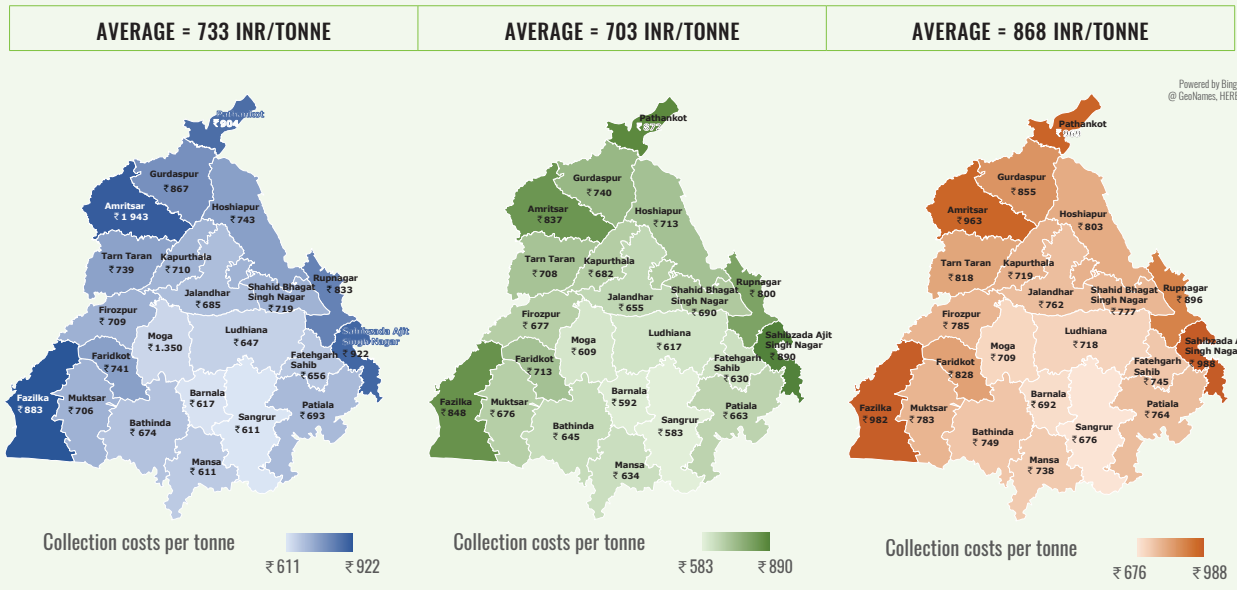 AVERAGE = 733 INR/TONNE
AVERAGE = 703 INR/TONNE
AVERAGE = 868 INR/TONNE
Powered by Bing
@ GeoNames, HERE
Pathankot
₹904
Gurdaspur
₹867
Amritsar
₹1 943
Hoshiapur
₹743
Tarn Taran
₹739
Kapurthala
₹710
Rupnagar
₹833
Jalandhar
₹685
Shahid Bhagat
Singh Nagar
₹719
Firozpur
₹709
Moga
₹1.350
Ludhiana
₹647
Sahibzada Ajit
Singh Nagar
₹922
Faridkot
₹741
Fatehgarh
Sahib
₹656
Fazilka
₹883
Muktsar
₹706
Barnala
₹617
Patiala
₹693
Bathinda
₹674
Sangrur
₹611
Mansa
₹611
Collection costs per tonne
₹611
₹922
Pathankot
Gurdaspur
₹740
Amritsar
₹837
Hoshiapur
₹713
Tarn Taran
₹708
Kapurthala
₹682
Rupnagar
₹800
Jalandhar
₹655
Shahid Bhagat
Singh Nagar
₹690
Firozpur
₹677
Moga
₹609
Ludhiana
₹617
Sahibzada Ajit
Singh Nagar
₹890
Faridkot
₹713
Fatehgarh
Sahib
₹630
Fazilka
₹848
Muktsar
₹676
Barnala
₹592
Patiala
₹663
Bathinda
₹645
Sangrur
₹583
Mansa
₹634
Collection costs per tonne
₹583
₹890
Pathankot
Gurdaspur
₹855
Amritsar
₹963
Hoshiapur
₹803
Tarn Taran
₹818
Kapurthala
₹719
Rupnagar
₹896
Jalandhar
₹762
Shahid Bhagat
Singh Nagar
₹777
Firozpur
₹785
Moga
₹709
Ludhiana
₹718
Sahibzada Aj
Singh Naga
₹988
Faridkot
₹828
Fatehgarh
Sahib
₹745
Fazilka
₹982
Muktsar
₹783
Barnala
₹692
Patiala
₹764
Bathinda
₹749
Sangrur
₹676
Mansa
₹738
Collection costs per tonne
₹676
₹988